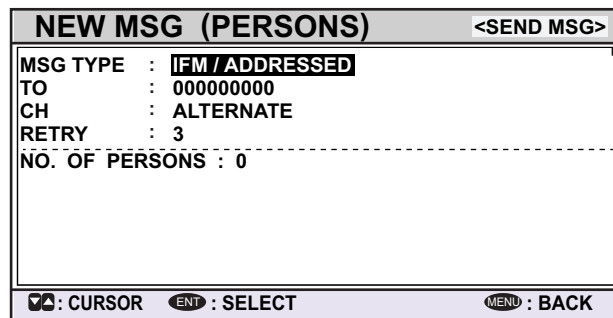 NEW MSG (PERSONS) <SEND MSG>
MSG TYPE : IFM / ADDRESSED
TO : 000000000
CH : ALTERNATE
RETRY : 3
NO. OF PERSONS : 0
▼▲ : CURSOR ENT : SELECT MENU : BACK